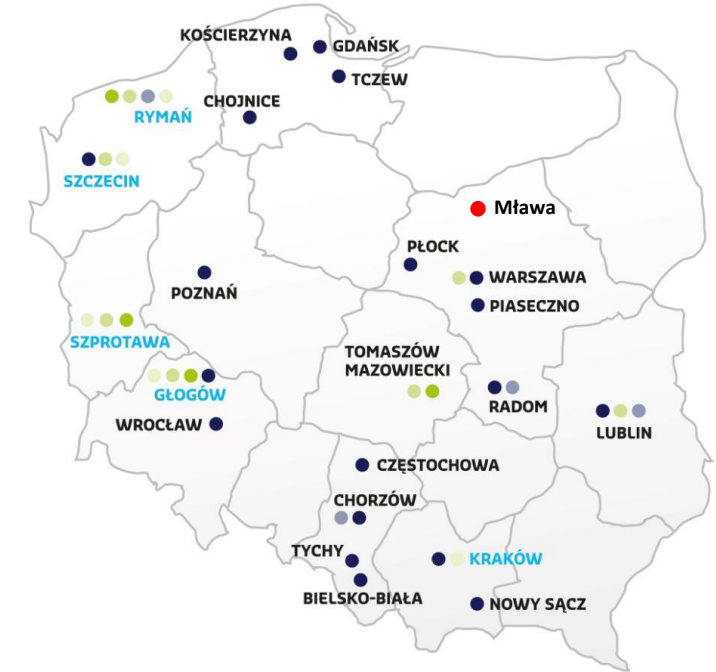 KOŚCIERZYNA
GDAŃSK
TCZEW
CHOJNICE
RYMAŃ
SZCZECIN
Mława
PŁOCK
WARSZAWA
POZNAŃ
PIASECZNO
SZPROTAWA
TOMASZÓW
MAZOWIECKI
GŁOGÓW
RADOM
WROCŁAW
LUBLIN
CZĘSTOCHOWA
CHORZÓW
TYCHY
KRAKÓW
BIELSKO-BIAŁA
NOWY SĄCZ